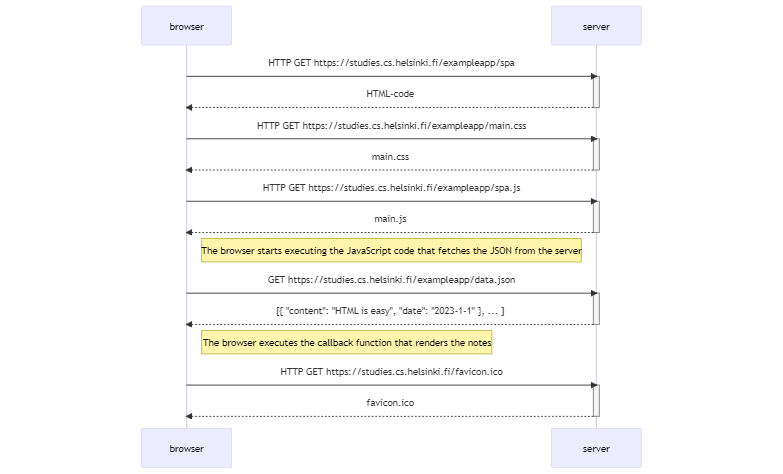 browser server
HTTP GET https://studies.cs.helsinki.fi/exampleapp/spa
HTML-code
HTTP GET https://studies.cs.helsinki.fi/exampleapp/main.css
main.css
HTTP GET https://studies.cs.helsinki.fi/exampleapp/spa.js
main.js
The browser starts executing the JavaScript code that fetches the JSON from the server
GET https://studies.cs.helsinki.fi/exampleapp/data.json
[{ "content": "HTML is easy", "date": "2023-1-1" }, ... ]
The browser executes the callback function that renders the notes
HTTP GET https://studies.cs.helsinki.fi/favicon.ico
favicon.ico
browser server